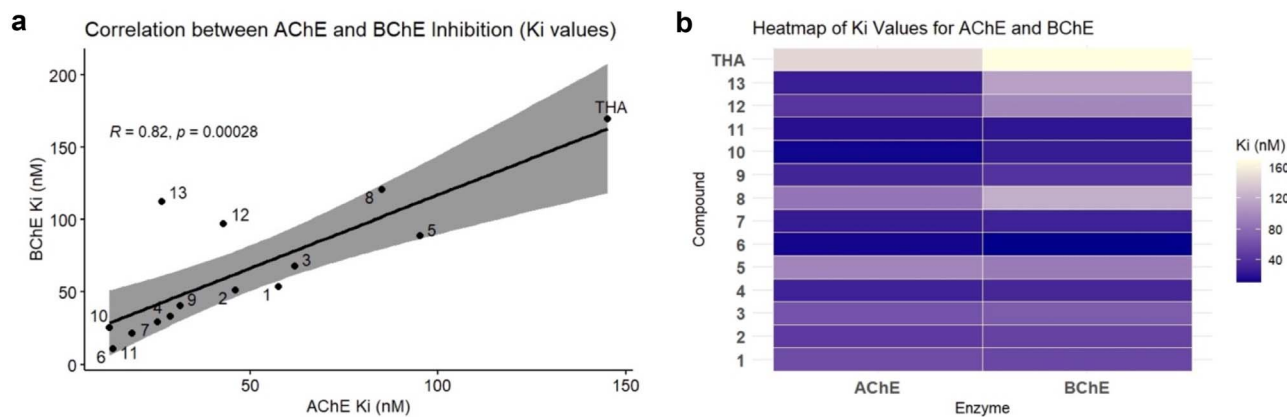 a
Correlation between AChE and BChE Inhibition (Ki values)
BChE Ki (nM)
200
150
100
50
0
R = 0.82, p = 0.00028
THA
13
12
8
5
3
1
2
9
4
7
10
11
6
50
100
150
AChE Ki (nM)
b
Heatmap of Ki Values for AChE and BChE
Compound
THA
13
12
11
10
9
8
7
6
5
4
3
2
1
AChE
BChE
Enzyme
Ki (nM)
160
120
80
40